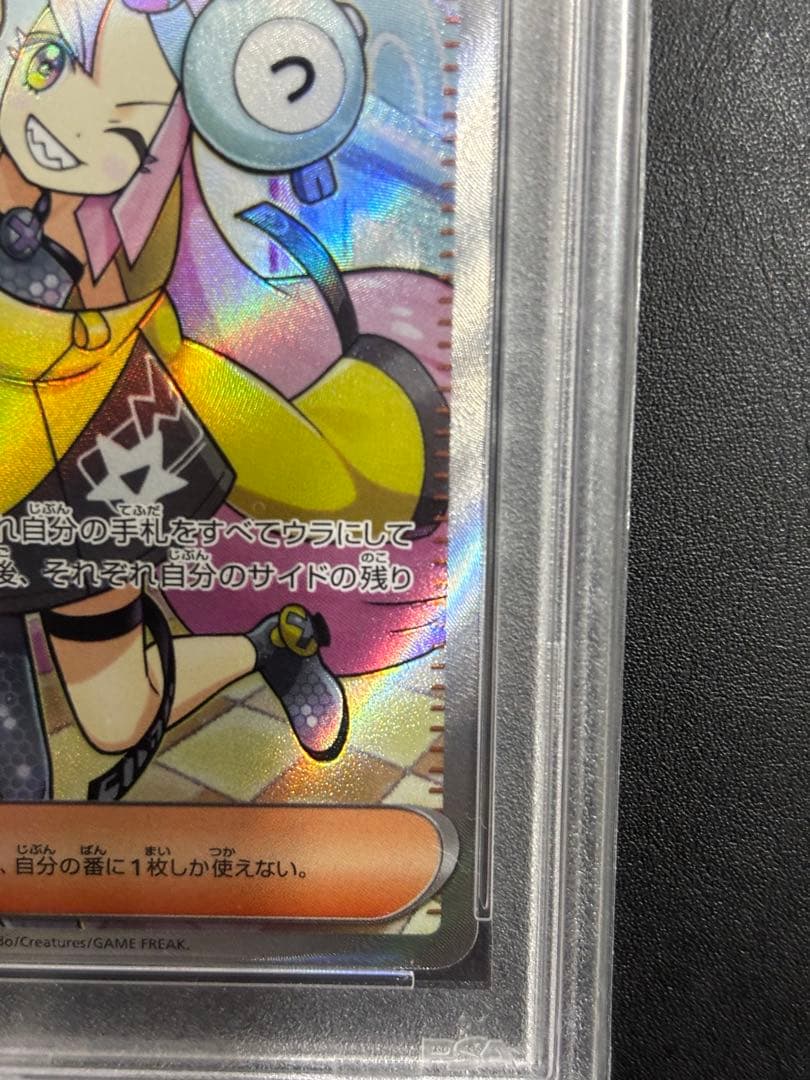 つ
れ自分の手札をすべてウラにして
後、それぞれ自分のサイドの残り
、自分の番に1枚しか使えない。
do/Creatures/GAME FREAK.